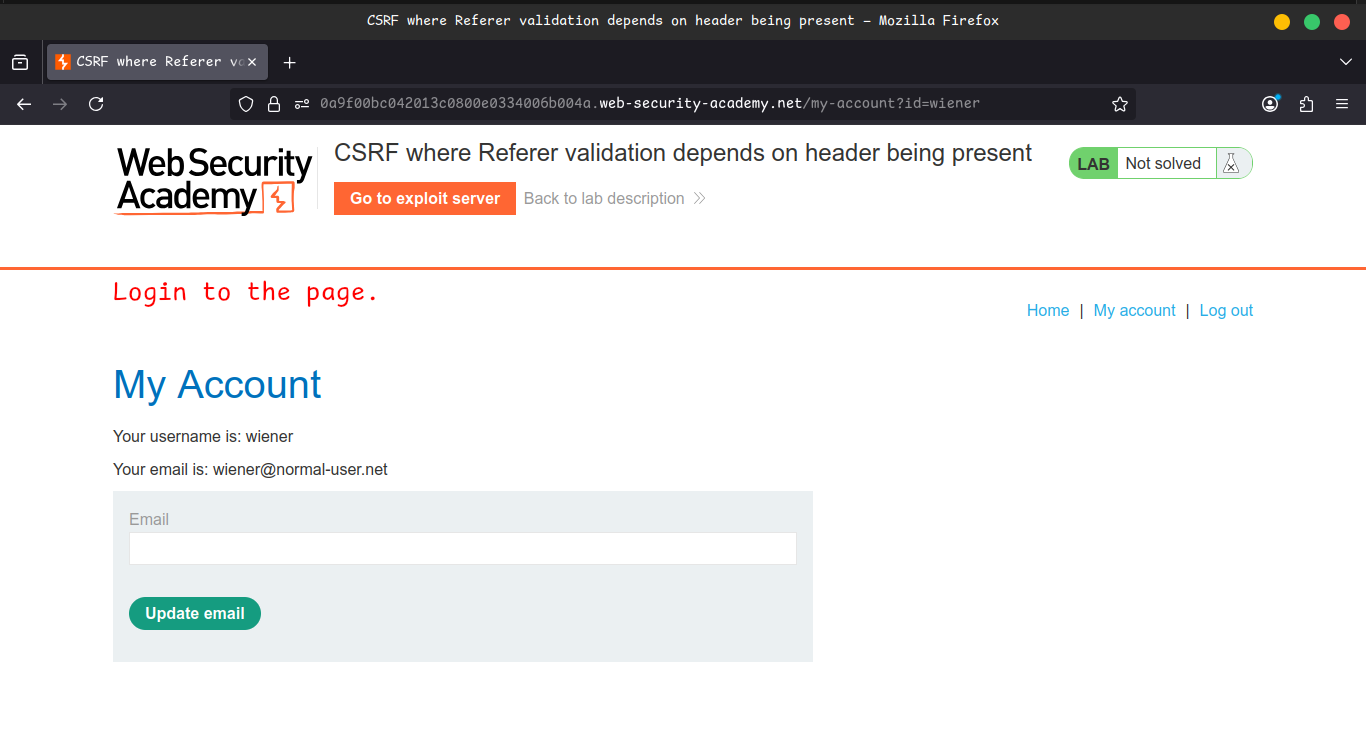 CSRF where Referer validation depends on header being present — Mozilla Firefox
CSRF where Referer va
0a9f00bc042013c0800e0334006b004a.web-security-academy.net/my-account?id=wiener
Web Security
Academy
CSRF where Referer validation depends on header being present
LAB Not solved
Go to exploit server Back to lab description
Login to the page.
Home | My account | Log out
My Account
Your username is: wiener
Your email is: wiener@normal-user.net
Email
Update email